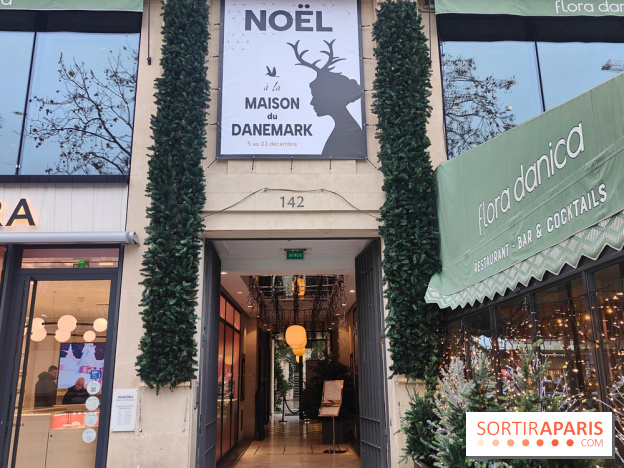 flora danica
NOËL
à la
MAISON
du
DANEMARK
5 au 23 décembre
142
RA
flora danica
RESTAURANT - BAR & COCKTAILS
PANDORA
SORTIRAPARIS
.COM